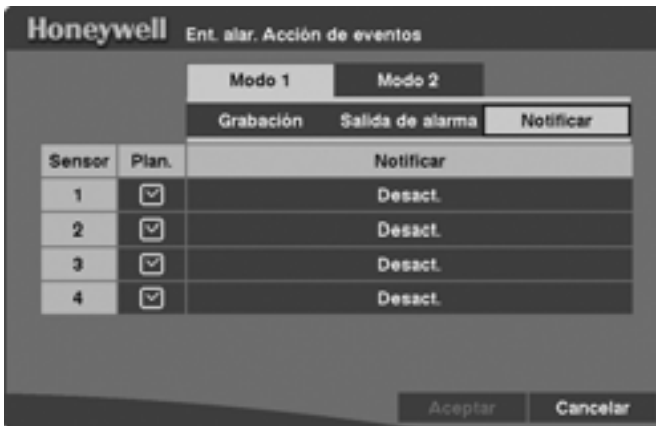 Honeywell Ent. alar. Acción de eventos
Modo 1 Modo 2
Grabación Salida de alarma Notificar
Sensor Plan. Notificar
1 Desact.
2 Desact.
3 Desact.
4 Desact.
Aceptar Cancelar